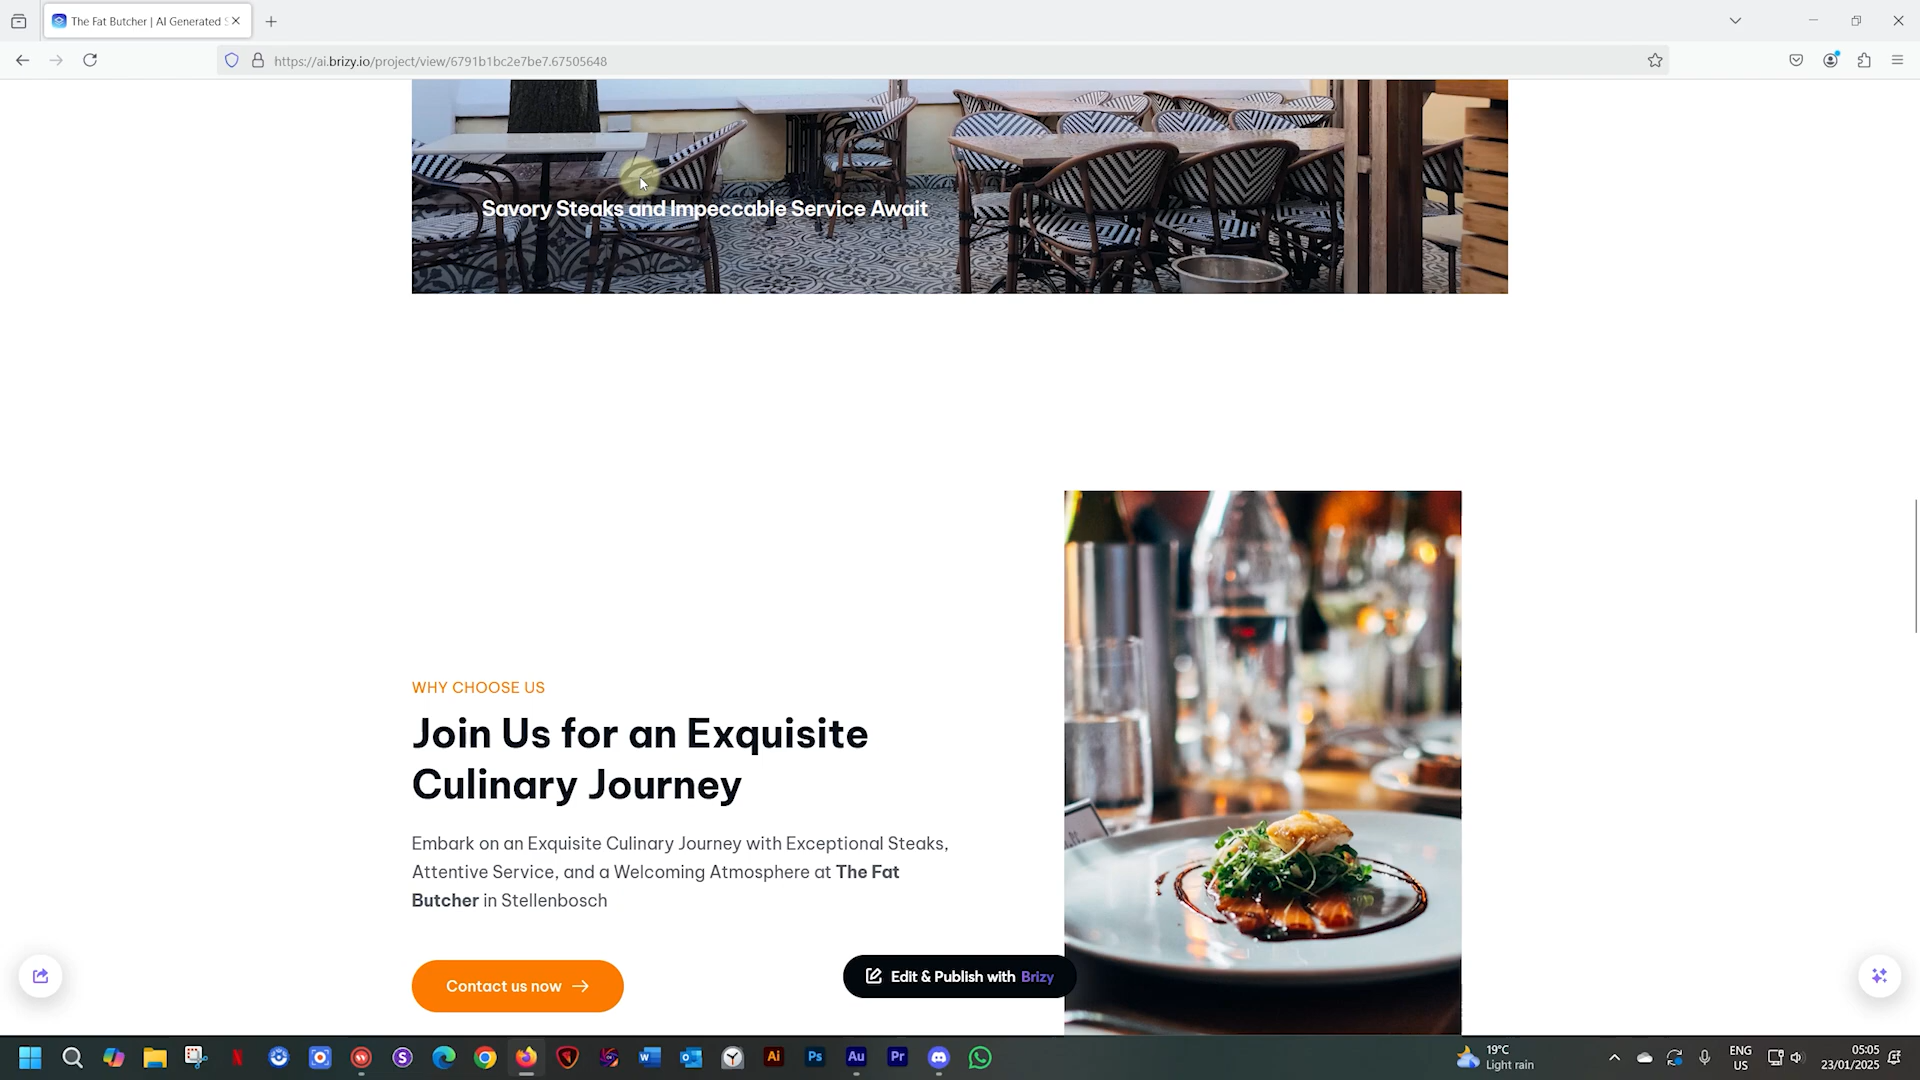 The Fat Butcher | AI Generated
https://ai.brizy.io/project/view/6791b1bc2e7be7.67505648
Savory Steaks and Impeccable Service Await
WHY CHOOSE US
Join Us for an Exquisite
Culinary Journey
Embark on an Exquisite Culinary Journey with Exceptional Steaks,
Attentive Service, and a Welcoming Atmosphere at The Fat
Butcher in Stellenbosch
Contact us now
Edit & Publish with Brizy
19°C
Light rain
ENG
US
05:05
23/01/2025